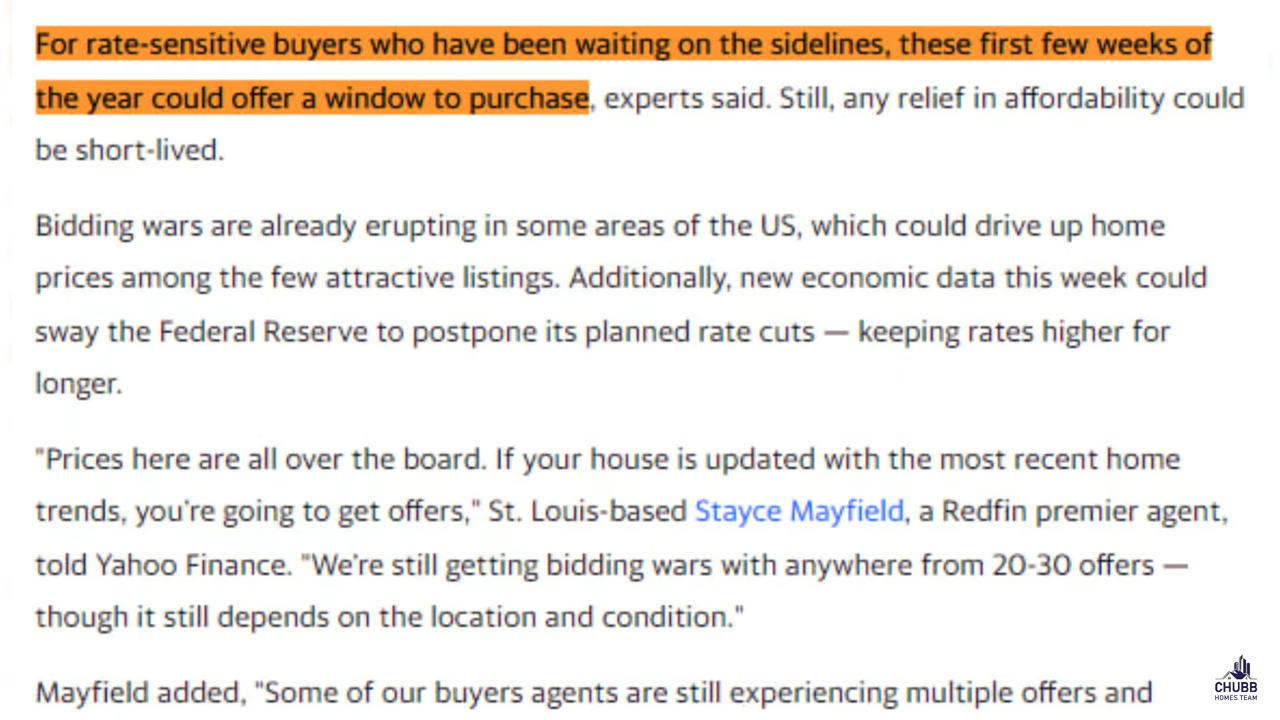 For rate-sensitive buyers who have been waiting on the sidelines, these first few weeks of
the year could offer a window to purchase, experts said. Still, any relief in affordability could
be short-lived.
Bidding wars are already erupting in some areas of the US, which could drive up home
prices among the few attractive listings. Additionally, new economic data this week could
sway the Federal Reserve to postpone its planned rate cuts — keeping rates higher for
longer.
"Prices here are all over the board. If your house is updated with the most recent home
trends, you're going to get offers," St. Louis-based Stayce Mayfield, a Redfin premier agent,
told Yahoo Finance. "We're still getting bidding wars with anywhere from 20-30 offers —
though it still depends on the location and condition."
Mayfield added, "Some of our buyers agents are still experiencing multiple offers and
CHUBB
HOMES TEAM